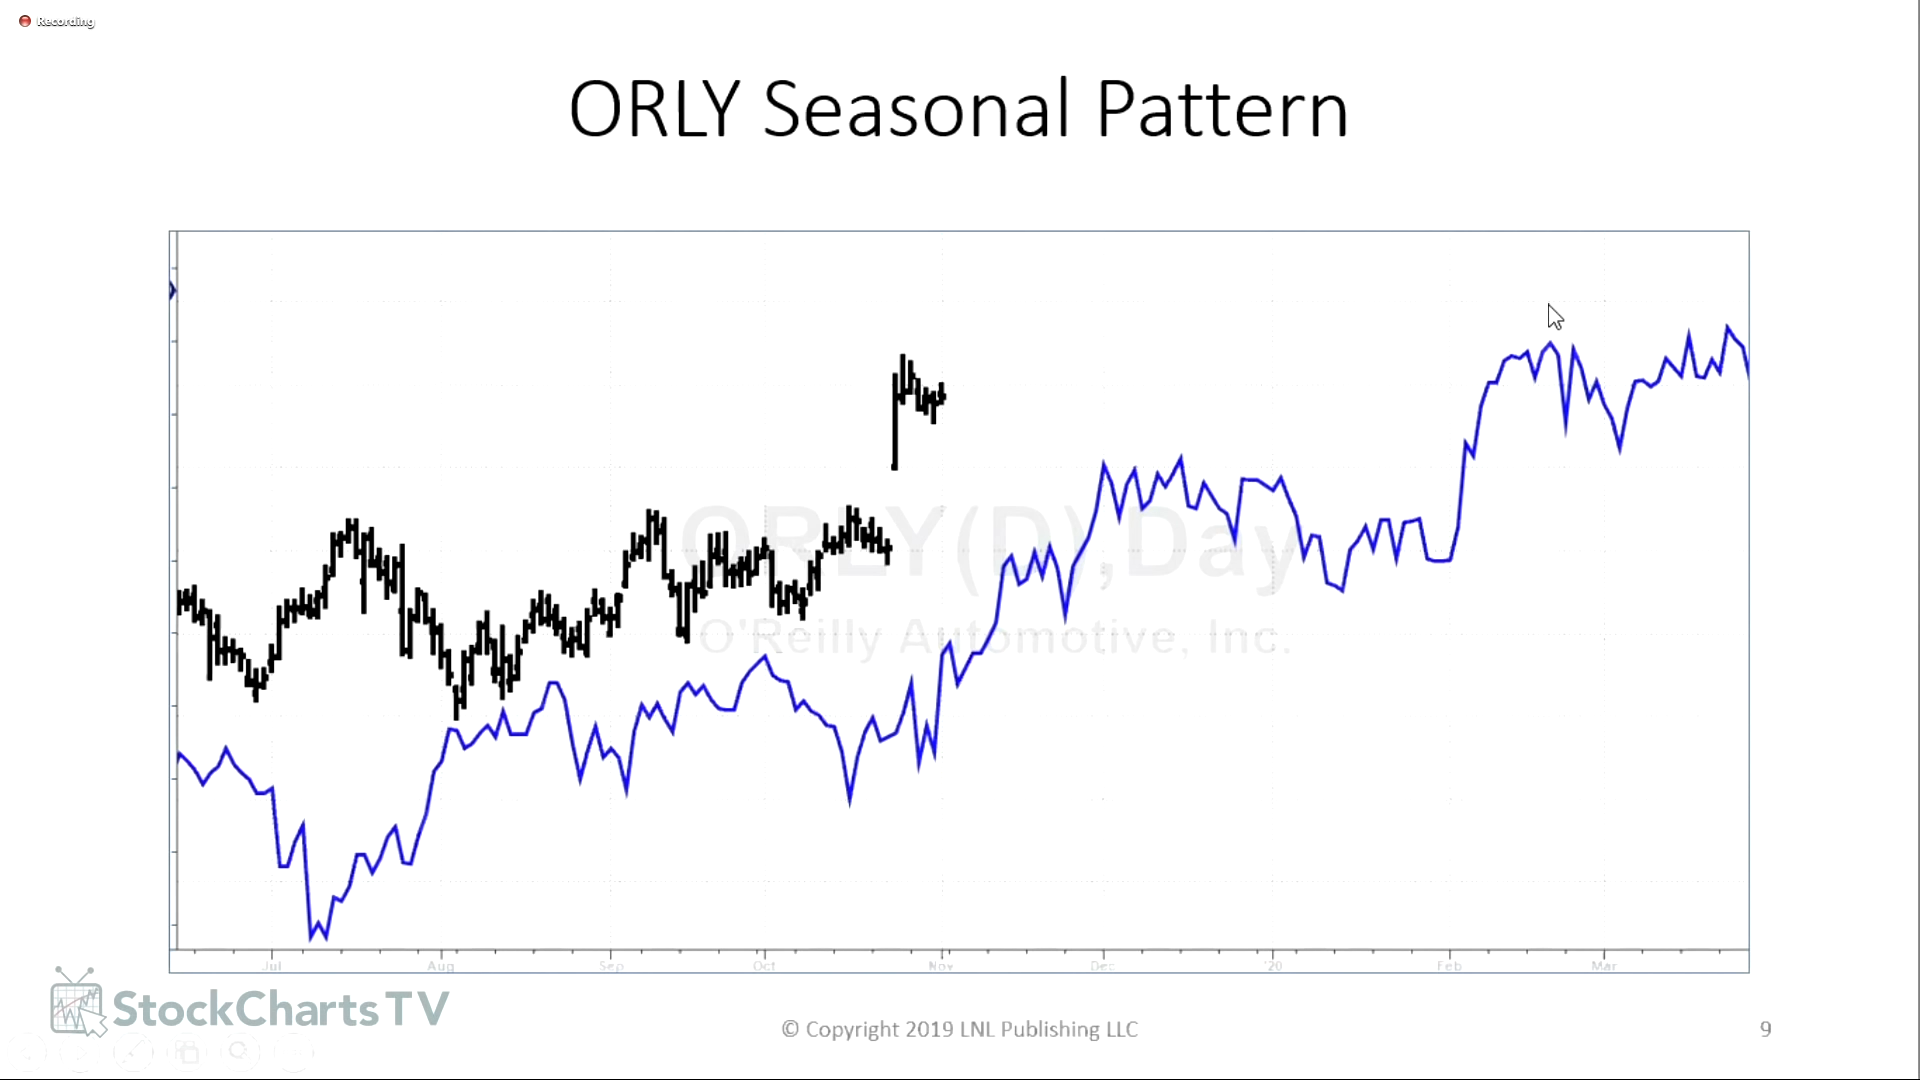 Recording
ORLY Seasonal Pattern
ORLY(D),Day
O'Reilly Automotive, Inc.
Jul Aug Sep Oct Nov Dec '20 Feb Mar
StockCharts TV
© Copyright 2019 LNL Publishing LLC
9